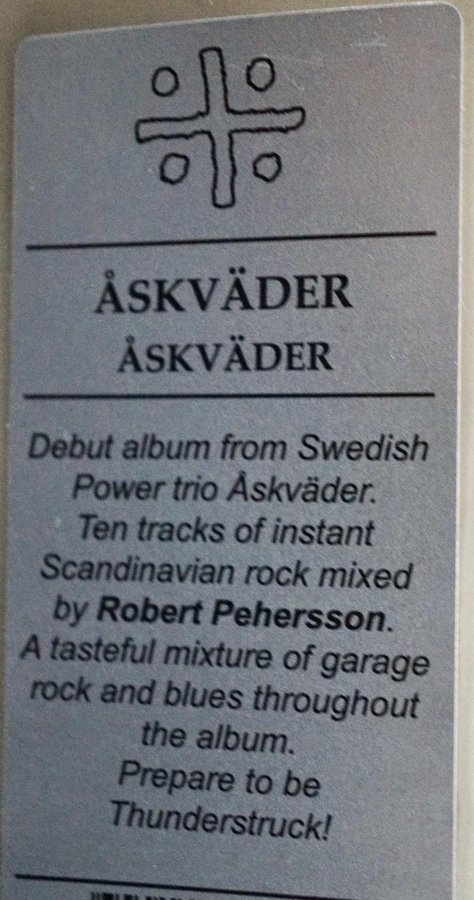 ÅSKVÄDER
ÅSKVÄDER
Debut album from Swedish
Power trio Åskväder.
Ten tracks of instant
Scandinavian rock mixed
by Robert Pehersson.
A tasteful mixture of garage
rock and blues throughout
the album.
Prepare to be
Thunderstruck!